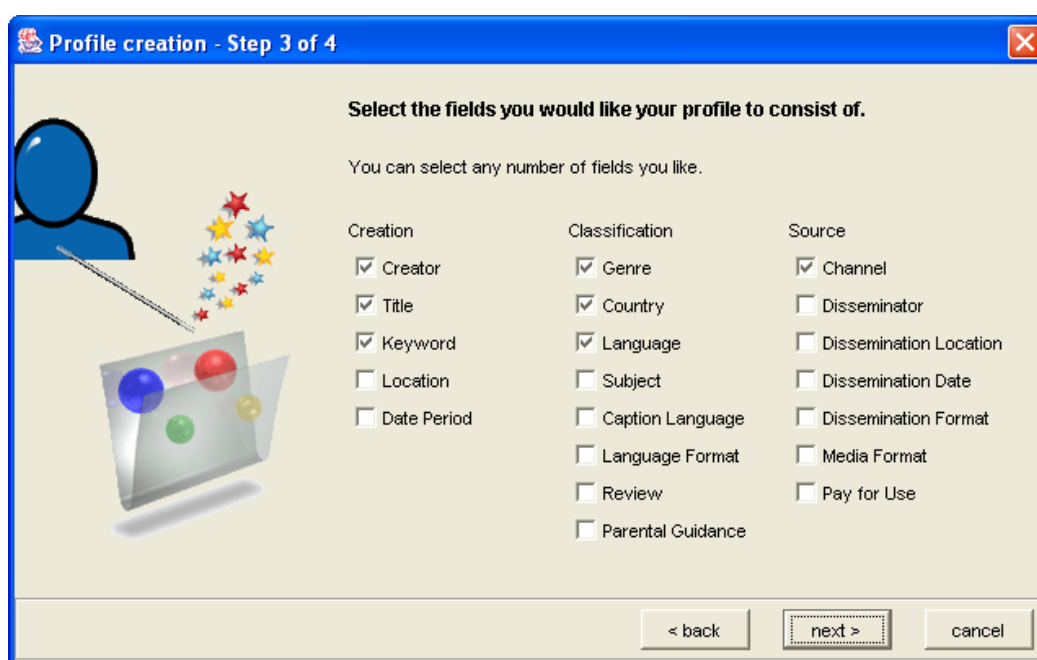 Profile creation - Step 3 of 4
Select the fields you would like your profile to consist of.
You can select any number of fields you like.
Creation
Creator
Title
Keyword
Location
Date Period
Classification
Genre
Country
Language
Subject
Caption Language
Language Format
Review
Parental Guidance
Source
Channel
Disseminator
Dissemination Location
Dissemination Date
Dissemination Format
Media Format
Pay for Use
< back
next >
cancel